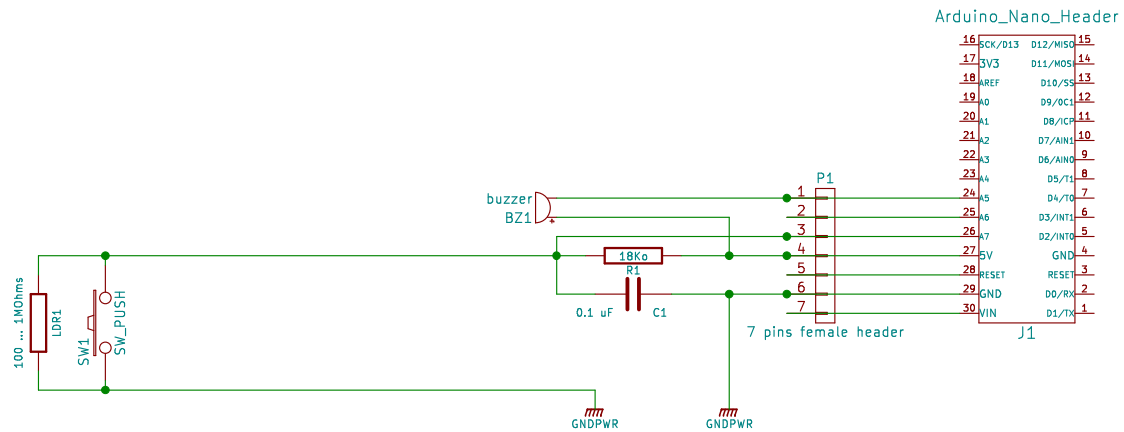 Arduino_Nano_Header
16 SCK/D13 D12/MISO 15
17 3V3 D11/MOSI 14
18 AREF D10/SS 13
19 A0 D9/OC1 12
20 A1 D8/ICP 11
21 A2 D7/AIN1 10
22 A3 D6/AIN0 9
23 A4 D5/T1 8
24 A5 D4/T0 7
25 A6 D3/INT1 6
26 A7 D2/INT0 5
27 5V GND 4
28 RESET RESET 3
29 GND D0/RX 2
30 VIN D1/TX 1
J1
P1
1
2
3
4
5
6
7
7 pins female header
buzzer
BZ1
+
18Ko
R1
0.1 uF C1
100 ... 1MOhms
LDR1
SW1
SW_PUSH
GNDPWR
GNDPWR